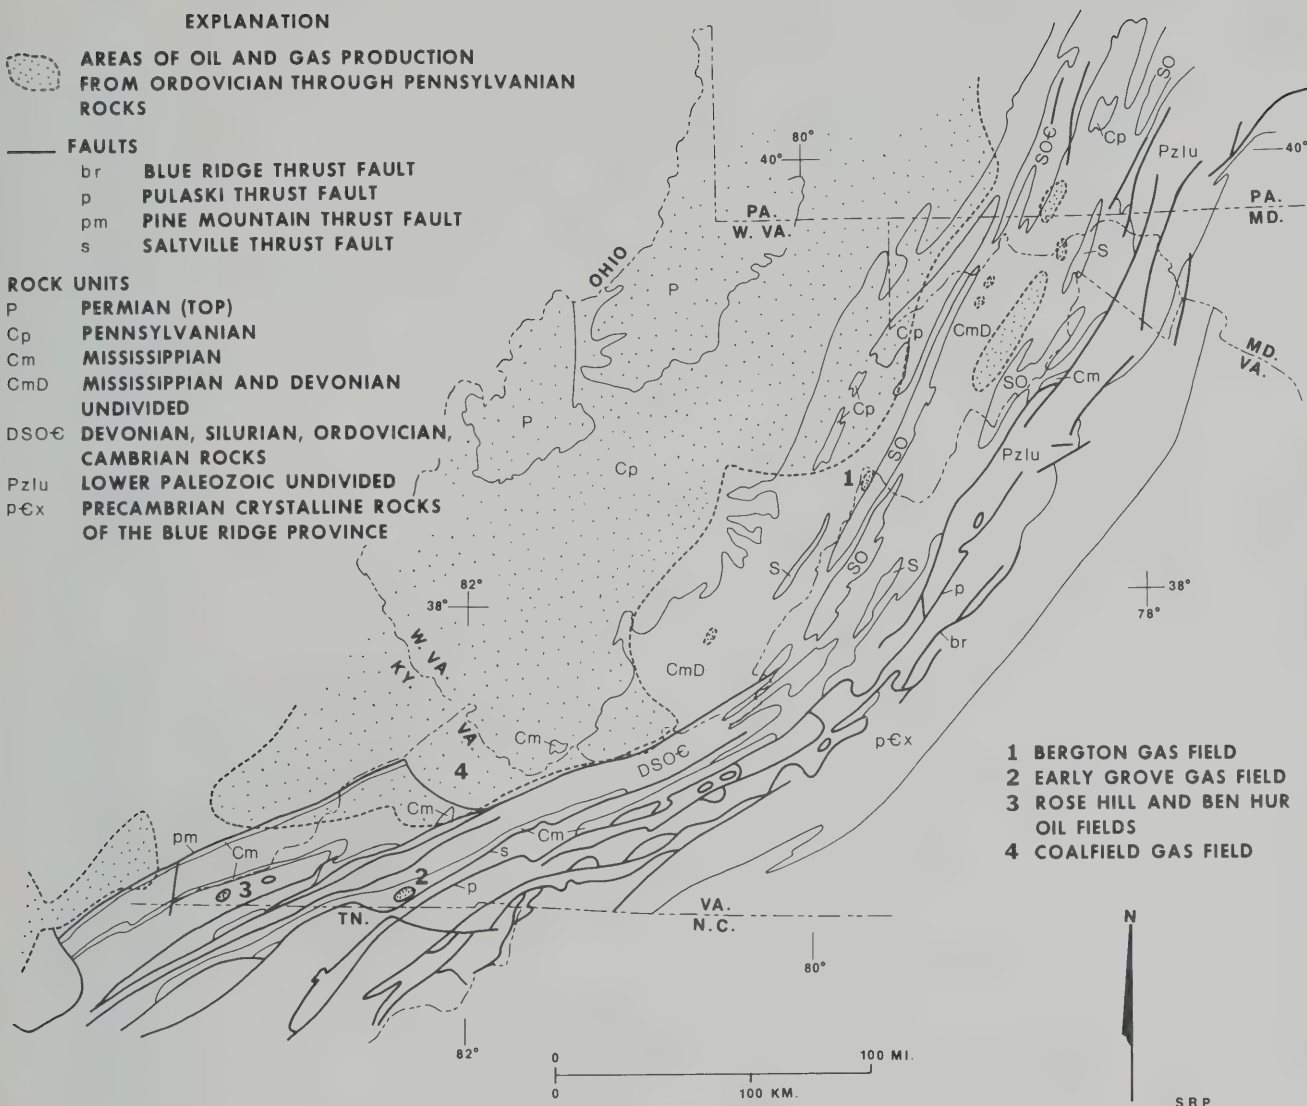 EXPLANATION
AREAS OF OIL AND GAS PRODUCTION
FROM ORDOVICIAN THROUGH PENNSYLVANIAN
ROCKS
FAULTS
br BLUE RIDGE THRUST FAULT
p PULASKI THRUST FAULT
pm PINE MOUNTAIN THRUST FAULT
s SALTVILLE THRUST FAULT
ROCK UNITS
P PERMIAN (TOP)
Cp PENNSYLVANIAN
Cm MISSISSIPPIAN
CmD MISSISSIPPIAN AND DEVONIAN
UNDIVIDED
DSO€ DEVONIAN, SILURIAN, ORDOVICIAN,
CAMBRIAN ROCKS
Pzlu LOWER PALEOZOIC UNDIVIDED
p€x PRECAMBRIAN CRYSTALLINE ROCKS
OF THE BLUE RIDGE PROVINCE
SO
Cp
SO€
Pzlu
80°
40°
40°
PA.
W. VA.
PA.
MD.
OHIO
S
P
Cp
CmD
MD.
VA.
SO
Cm
P
Cp
SO
Cp
Pzlu
1
S
SO
S
82°
38°
p
38°
78°
W. VA.
KY.
br
CmD
VA
Cm
p€x
4
DSO€
1 BERGTON GAS FIELD
2 EARLY GROVE GAS FIELD
3 ROSE HILL AND BEN HUR
OIL FIELDS
4 COALFIELD GAS FIELD
Cm
pm
Cm
Cm
s
3
2
p
TN.
VA.
N.C.
N
80°
82°
0 100 MI.
0 100 KM.
S.R.P.